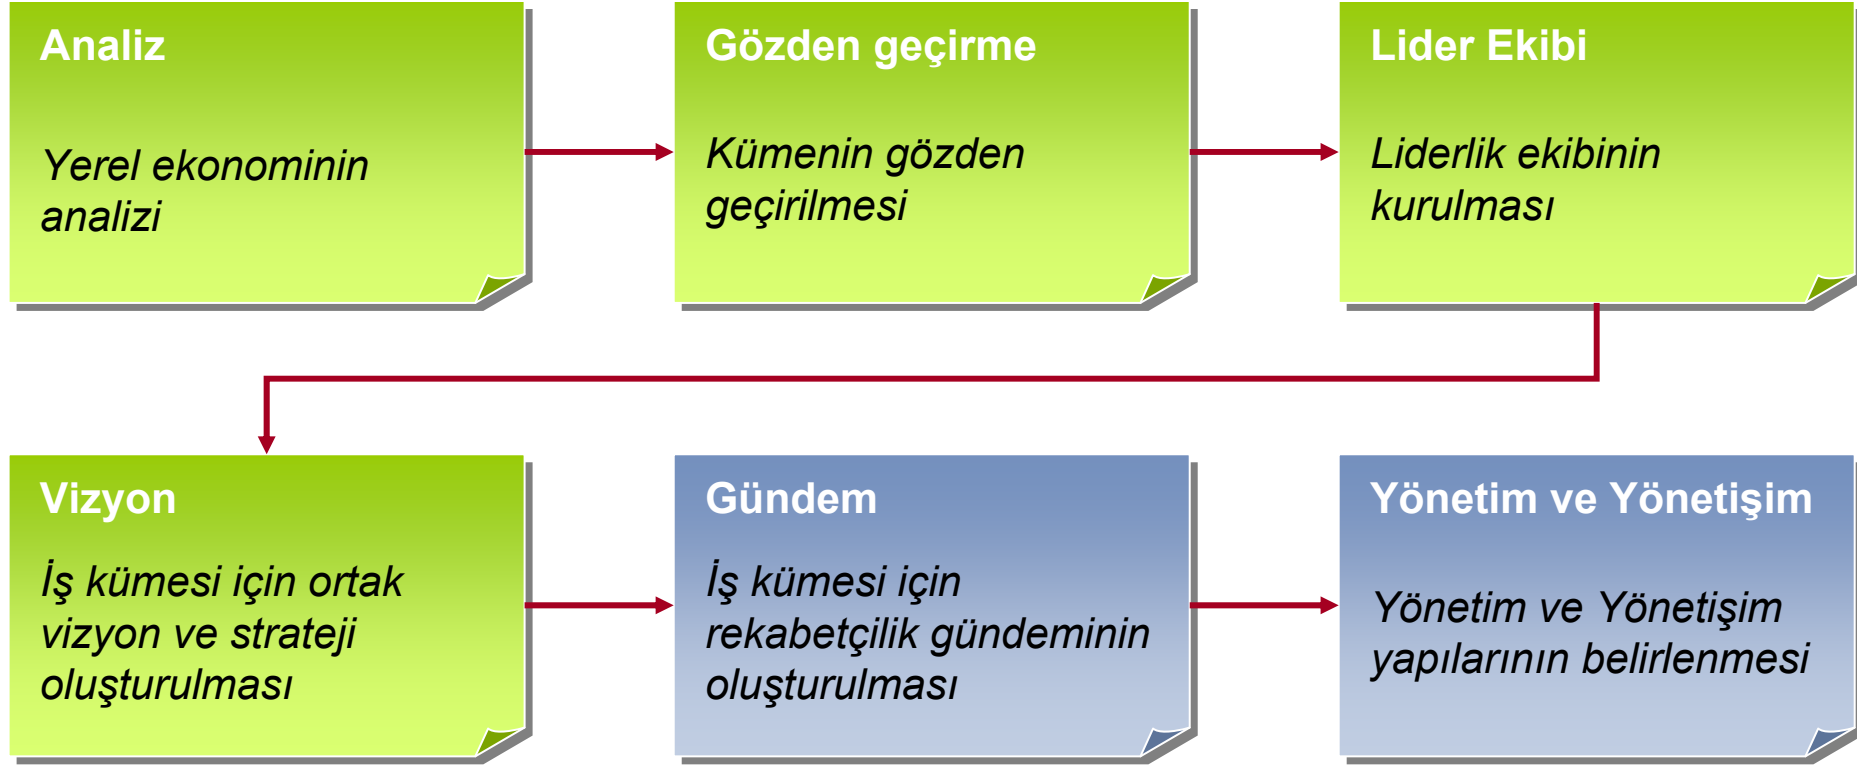 Analiz
Yerel ekonominin
analizi
Gözden geçirme
Kümenin gözden
geçirilmesi
Lider Ekibi
Liderlik ekibinin
kurulması
Vizyon
İş kümesi için ortak
vizyon ve strateji
oluşturulması
Gündem
İş kümesi için
rekabetçilik gündeminin
oluşturulması
Yönetim ve Yönetişim
Yönetim ve Yönetişim
yapılarının belirlenmesi